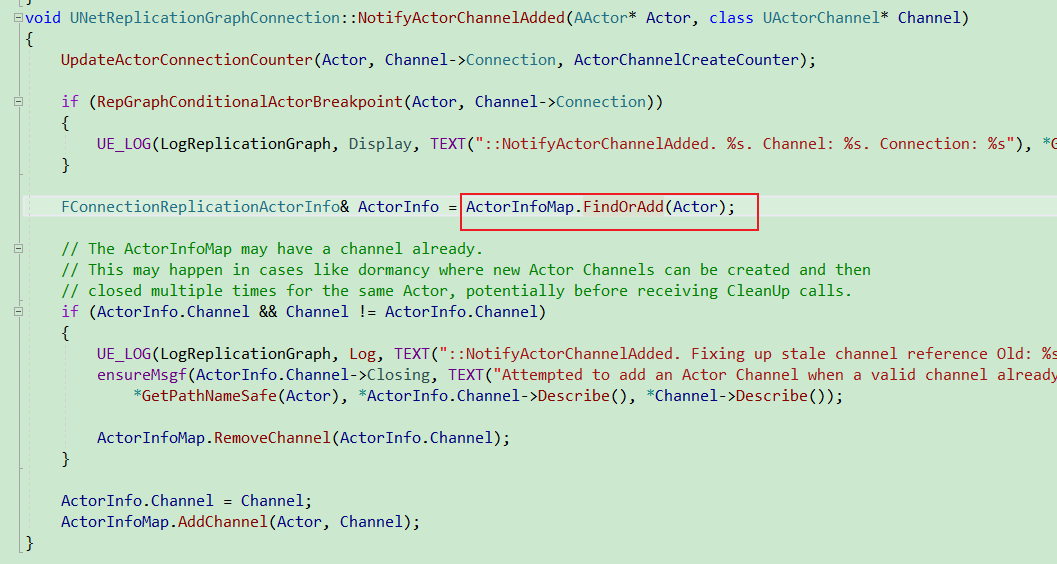 void UNetReplicationGraphConnection::NotifyActorChannelAdded(AActor* Actor, class UActorChannel* Channel)
{
UpdateActorConnectionCounter(Actor, Channel->Connection, ActorChannelCreateCounter);
if (RepGraphConditionalActorBreakpoint(Actor, Channel->Connection))
{
UE_LOG(LogReplicationGraph, Display, TEXT("::NotifyActorChannelAdded. %s. Channel: %s. Connection: %s"), *G
}
FConnectionReplicationActorInfo& ActorInfo = ActorInfoMap.FindOrAdd(Actor);
// The ActorInfoMap may have a channel already.
// This may happen in cases like dormancy where new Actor Channels can be created and then
// closed multiple times for the same Actor, potentially before receiving CleanUp calls.
if (ActorInfo.Channel && Channel != ActorInfo.Channel)
{
UE_LOG(LogReplicationGraph, Log, TEXT("::NotifyActorChannelAdded. Fixing up stale channel reference Old: %s
ensureMsgf(ActorInfo.Channel->Closing, TEXT("Attempted to add an Actor Channel when a valid channel already
*GetPathNameSafe(Actor), *ActorInfo.Channel->Describe(), *Channel->Describe());
ActorInfoMap.RemoveChannel(ActorInfo.Channel);
}
ActorInfo.Channel = Channel;
ActorInfoMap.AddChannel(Actor, Channel);
}